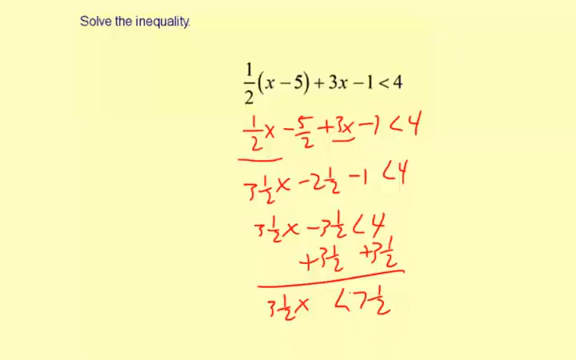 Solve the inequality.
1/2(x − 5) + 3x − 1 < 4
1/2x − 5/2 + 3x − 1 < 4
3 1/2x − 2 1/2 − 1 < 4
3 1/2x − 3 1/2 < 4
+3 1/2 +3 1/2
3 1/2x < 7 1/2